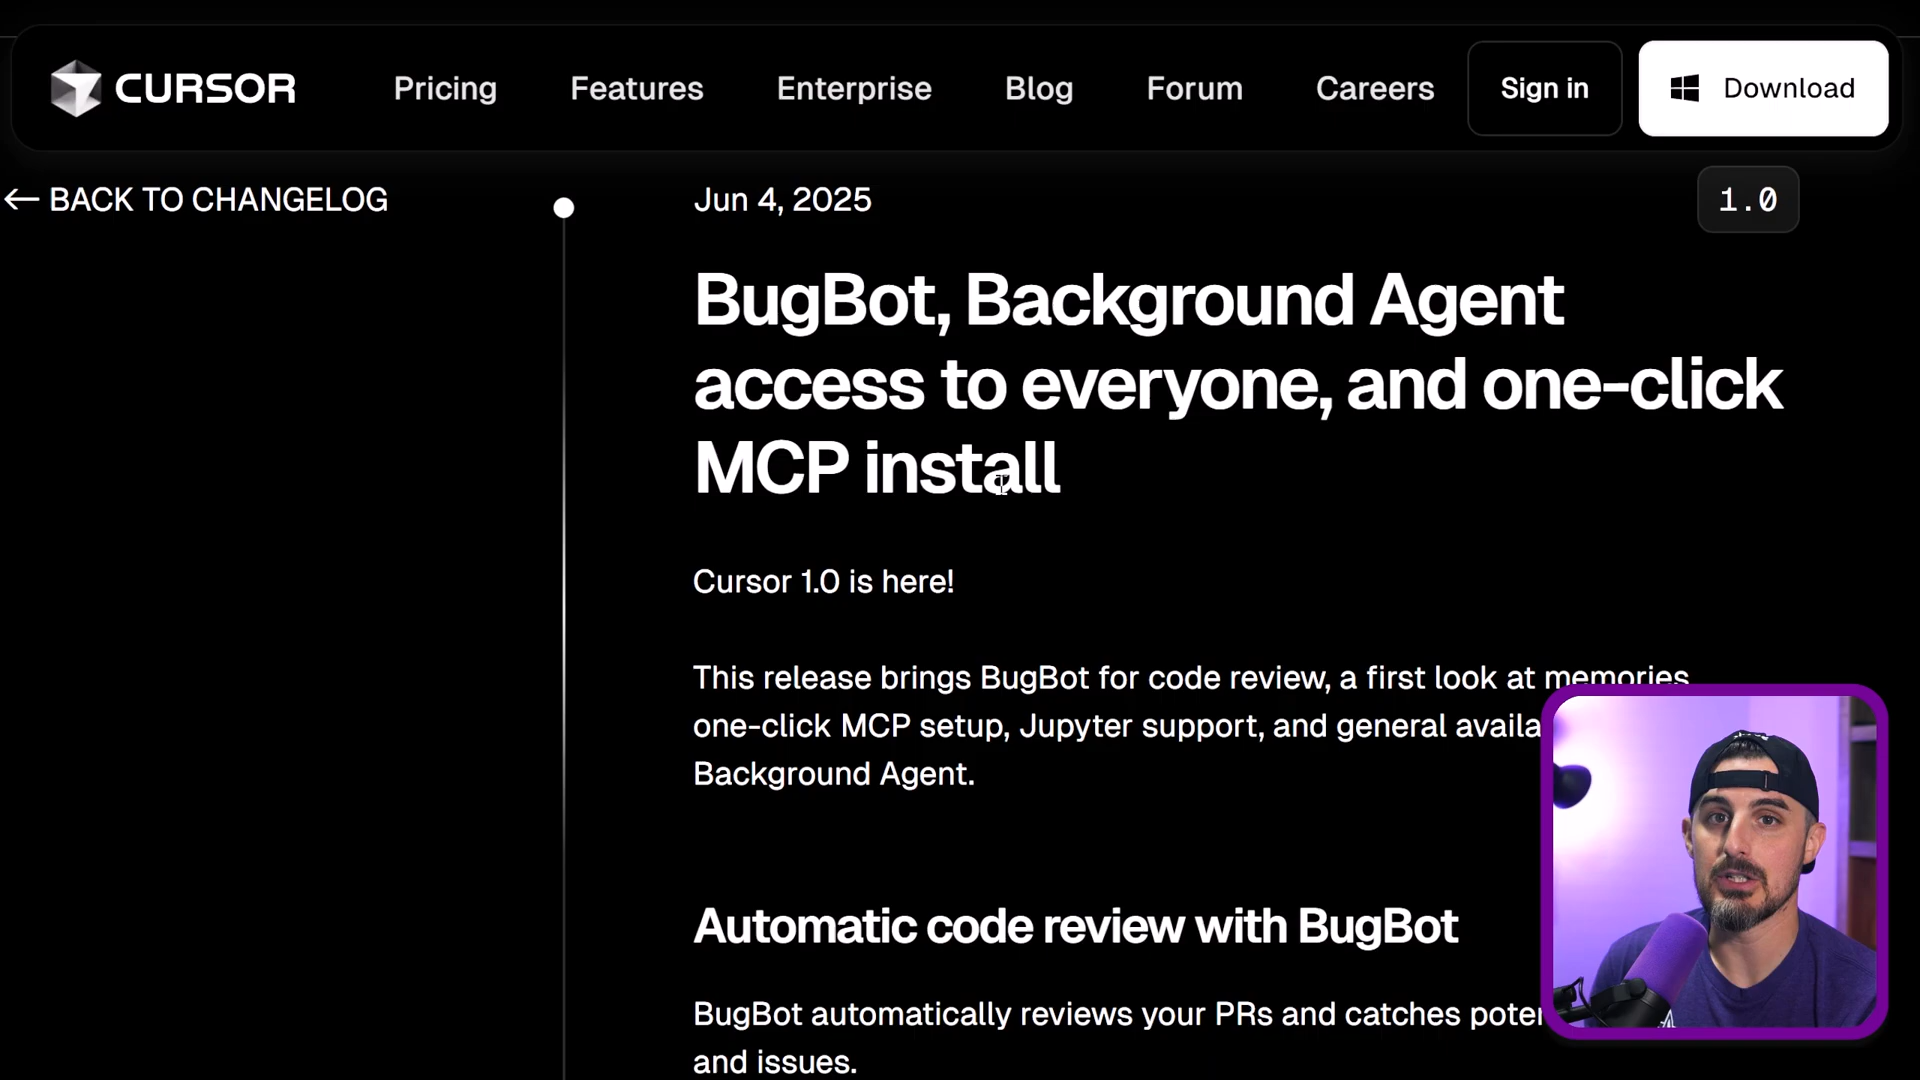 CURSOR Pricing Features Enterprise Blog Forum Careers Sign in Download
← BACK TO CHANGELOG
Jun 4, 2025
1.0
BugBot, Background Agent
access to everyone, and one-click
MCP install
Cursor 1.0 is here!
This release brings BugBot for code review, a first look at memories
one-click MCP setup, Jupyter support, and general
Background Agent.
Automatic code review with BugBot
BugBot automatically reviews your PRs and catches
and issues.